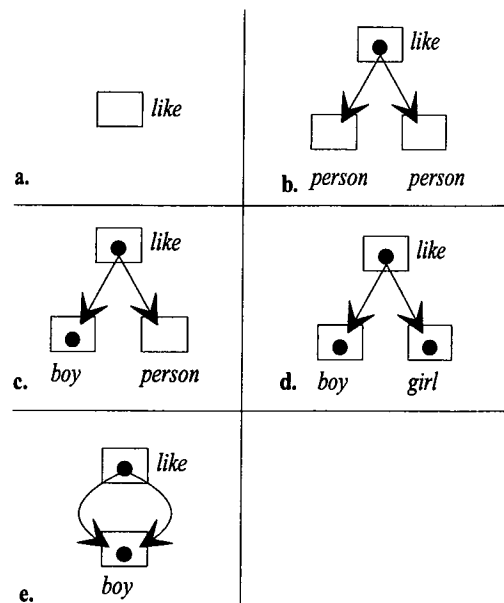 like
a.
like
b. person person
like
c. boy person
like
d. boy girl
like
e. boy